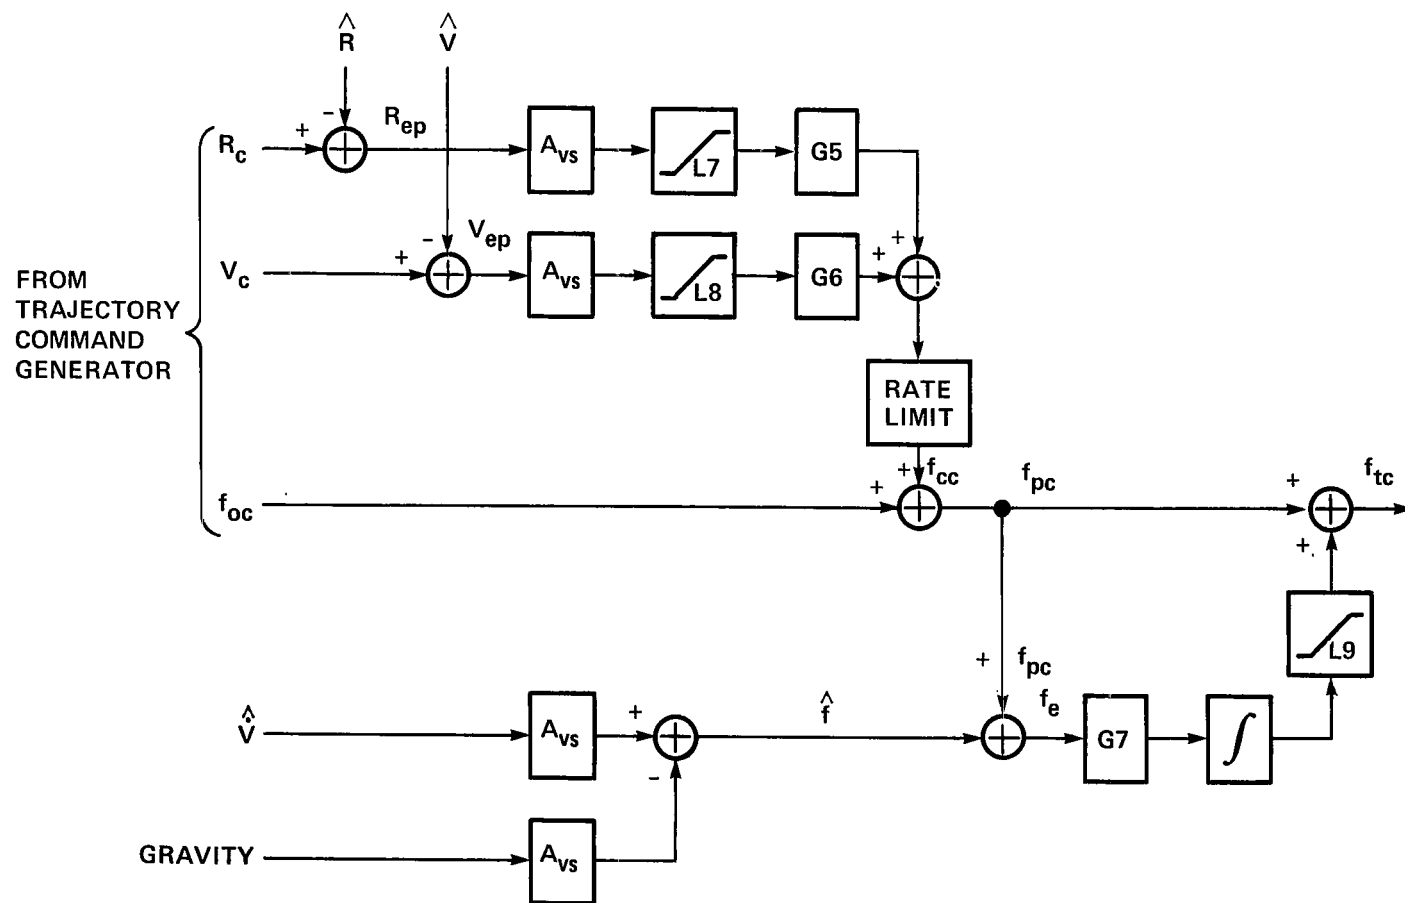 R̂
V̂
−
−
+
R_c
R_ep
A_vs
L7
G5
+
+
+
V_c
V_ep
A_vs
L8
G6
FROM
TRAJECTORY
COMMAND
GENERATOR
RATE
LIMIT
+
f_cc
f_pc
+
f_tc
+
f_oc
+
L9
+
f_pc
V̂̇
A_vs
+
−
f̂
f_e
G7
∫
GRAVITY
A_vs